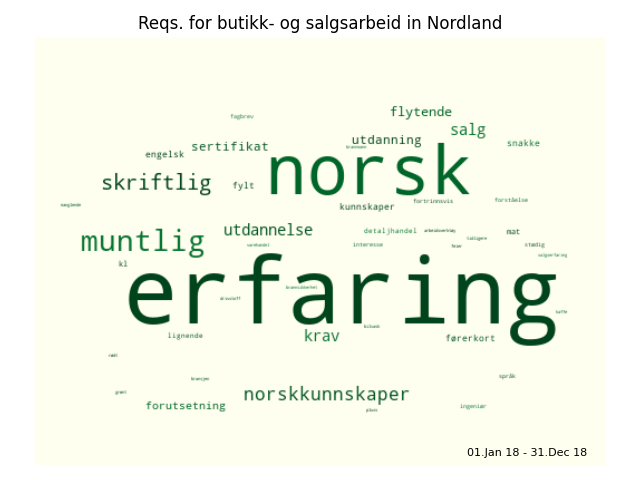 Reqs. for butikk- og salgsarbeid in Nordland
flytende
fagbrev
salg
utdanning
snakke
sertifikat
engelsk
norsk
skriftlig
fylt
fortrinnsvis
forståelse
kunnskaper
utdannelse
detaljhandel
mat
muntlig
interesse
stødig
kl
erfaring
lignende
krav
førerkort
språk
norskkunnskaper
forutsetning
ingeniør
01.Jan 18 - 31.Dec 18